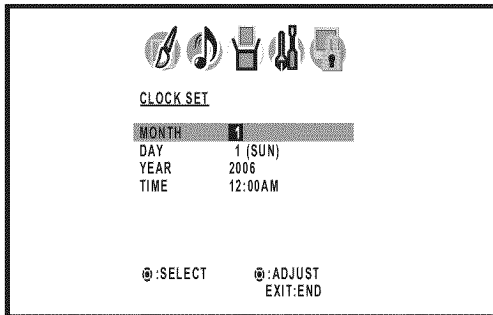 CLOCK SET
MONTH 1
DAY 1 (SUN)
YEAR 2006
TIME 12:00AM
:SELECT :ADJUST
EXIT:END